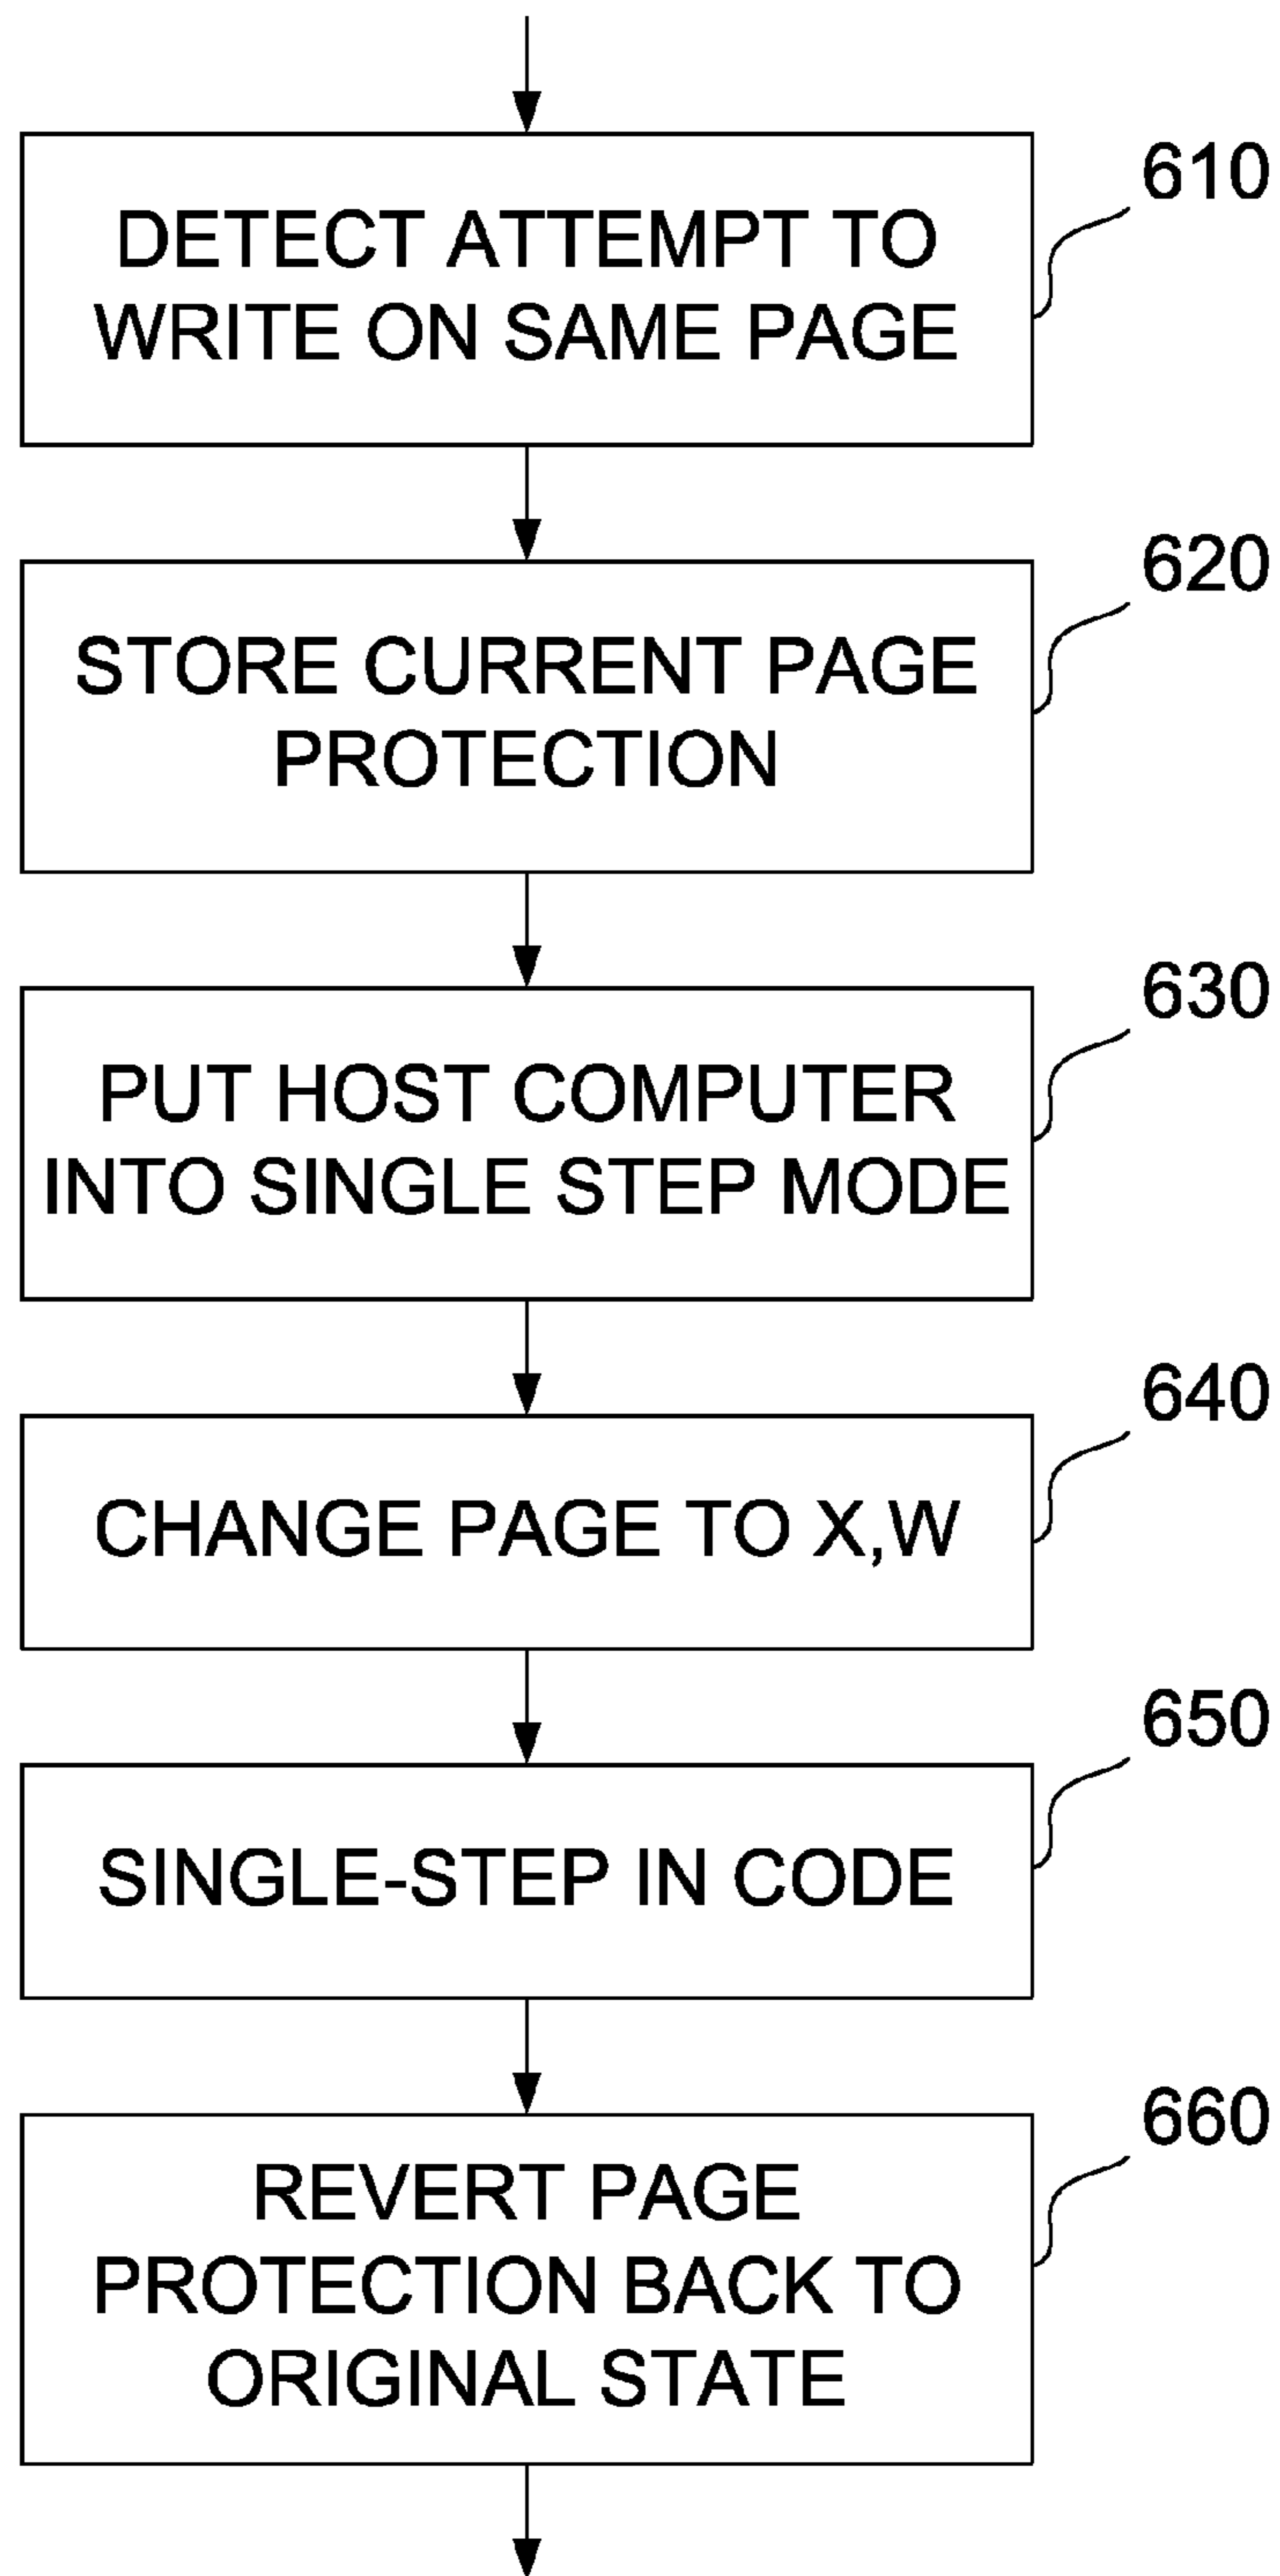 610
DETECT ATTEMPT TO
WRITE ON SAME PAGE
620
STORE CURRENT PAGE
PROTECTION
630
PUT HOST COMPUTER
INTO SINGLE STEP MODE
640
CHANGE PAGE TO X,W
650
SINGLE-STEP IN CODE
660
REVERT PAGE
PROTECTION BACK TO
ORIGINAL STATE